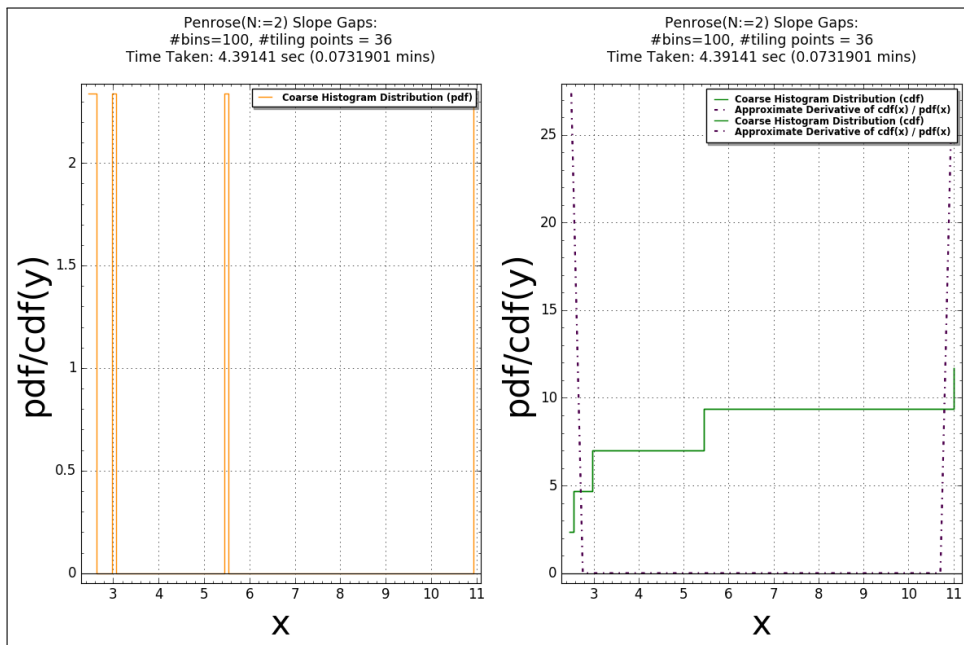 Penrose(N:=2) Slope Gaps:
#bins=100, #tiling points = 36
Time Taken: 4.39141 sec (0.0731901 mins)
Coarse Histogram Distribution (pdf)
pdf/cdf(y)
2
1.5
1
0.5
0
3 4 5 6 7 8 9 10 11
x
Penrose(N:=2) Slope Gaps:
#bins=100, #tiling points = 36
Time Taken: 4.39141 sec (0.0731901 mins)
Coarse Histogram Distribution (cdf)
Approximate Derivative of cdf(x) / pdf(x)
Coarse Histogram Distribution (cdf)
Approximate Derivative of cdf(x) / pdf(x)
pdf/cdf(y)
25
20
15
10
5
0
3 4 5 6 7 8 9 10 11
x